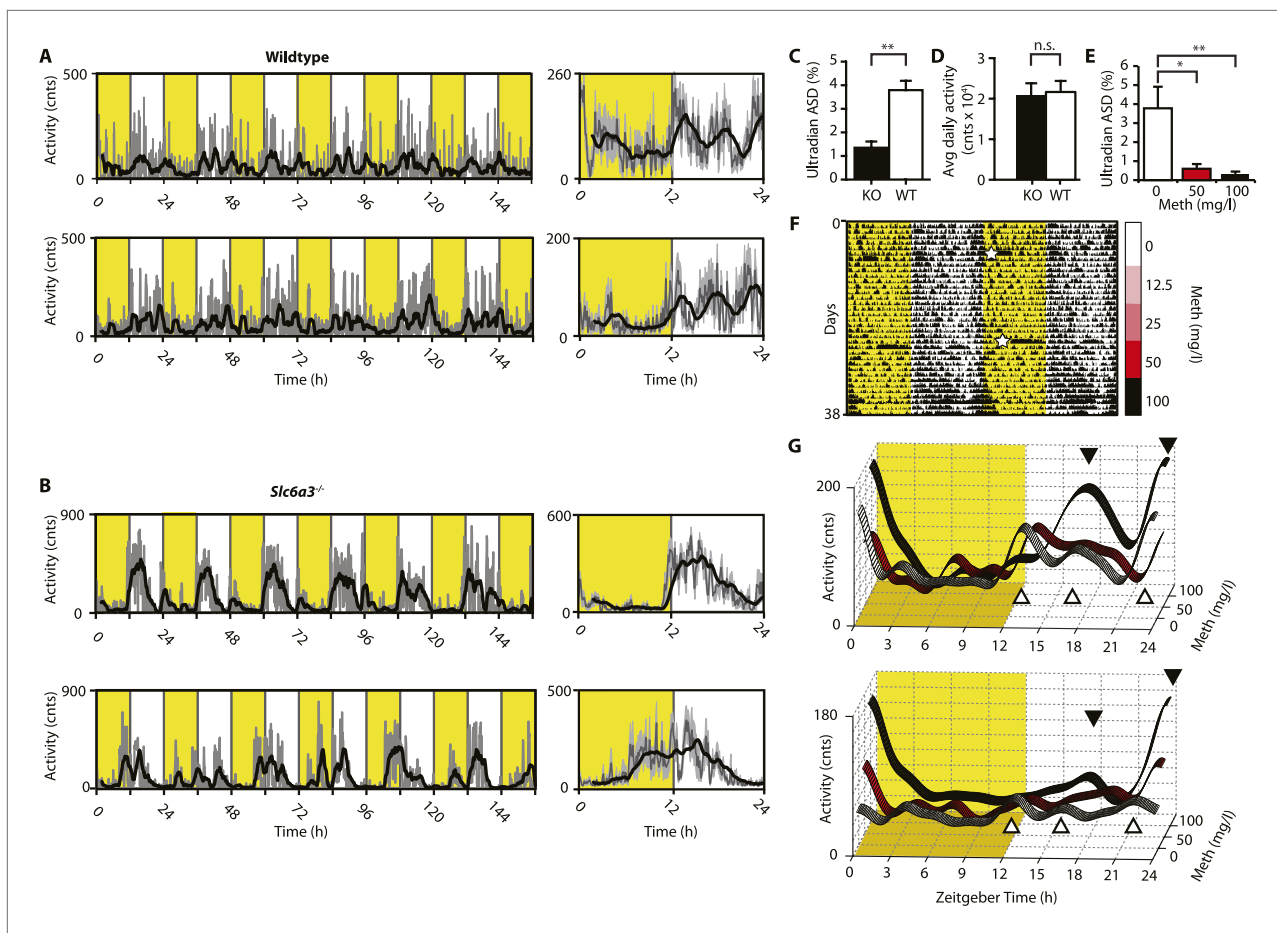 A
Wildtype
Activity (cnts)
500
0
0 24 48 72 96 120 144
260
0
0 12 24
Activity (cnts)
500
0
0 24 48 72 96 120 144
Time (h)
200
0
0 12 24
Time (h)
B
Slc6a3-/-
Activity (cnts)
900
0
0 24 48 72 96 120 144
600
0
0 12 24
Activity (cnts)
900
0
0 24 48 72 96 120 144
Time (h)
500
0
0 12 24
Time (h)
C
**
Ultradian ASD (%)
5
4
3
2
1
0
KO WT
D
n.s.
Avg daily activity
(cnts x 10⁴)
3
2
1
0
KO WT
E
**
*
Ultradian ASD (%)
6
5
4
3
2
1
0
0 50 100
Meth (mg/l)
F
0
Days
38
0
12.5
25
50
100
Meth (mg/l)
G
200
Activity (cnts)
0
0 3 6 9 12 15 18 21 24
0 50 100
Meth (mg/l)
180
Activity (cnts)
0
0 3 6 9 12 15 18 21 24
0 50 100
Meth (mg/l)
Zeitgeber Time (h)